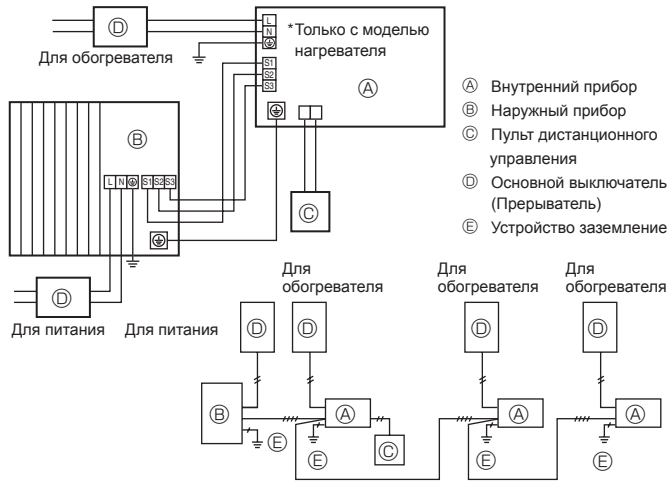 Ⓓ
Для обогревателя
L
N
S1
S2
S3
*Только с моделью
нагревателя
Ⓐ
Ⓐ Внутренний прибор
Ⓑ Наружный прибор
Ⓒ Пульт дистанционного
управления
Ⓓ Основной выключатель
(Прерыватель)
Ⓔ Устройство заземление
Ⓑ
L N S1 S2 S3
Ⓒ
Ⓓ
Для питания
Для питания
Для
обогревателя
Для
обогревателя
Для
обогревателя
Ⓓ Ⓓ Ⓓ Ⓓ
Ⓑ Ⓐ Ⓐ Ⓐ
Ⓔ Ⓒ
Ⓔ Ⓔ Ⓔ